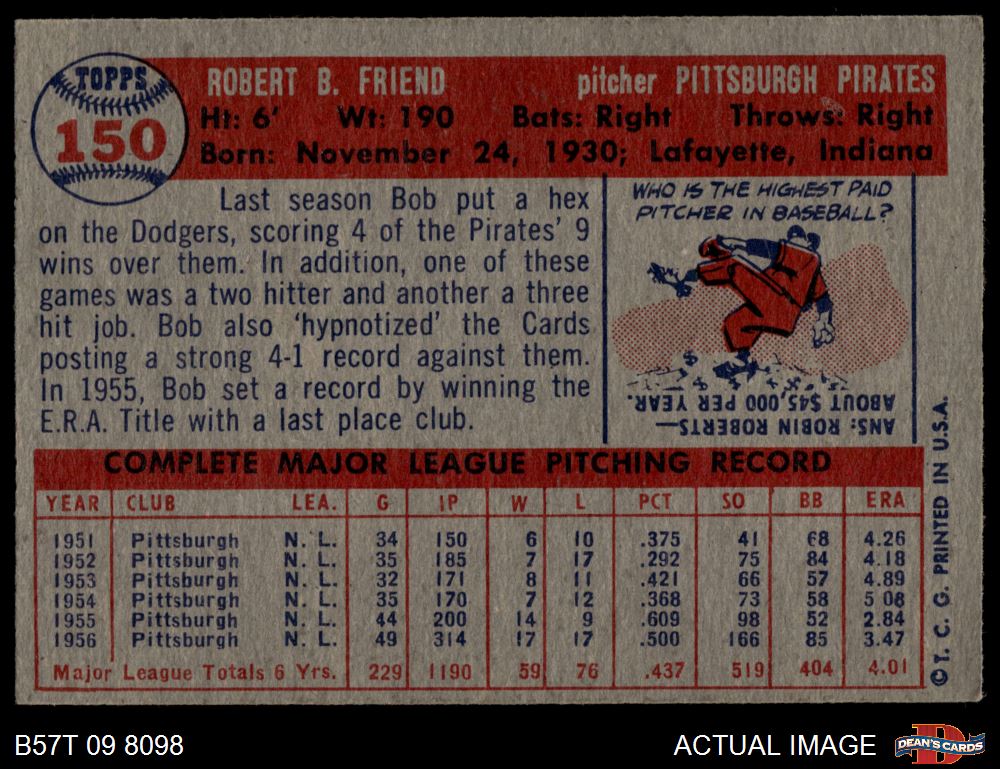 TOPPS
150
ROBERT B. FRIEND pitcher PITTSBURGH PIRATES
Ht: 6' Wt: 190 Bats: Right Throws: Right
Born: November 24, 1930; Lafayette, Indiana
Last season Bob put a hex
on the Dodgers, scoring 4 of the Pirates' 9
wins over them. In addition, one of these
games was a two hitter and another a three
hit job. Bob also 'hypnotized' the Cards
posting a strong 4-1 record against them.
In 1955, Bob set a record by winning the
E.R.A. Title with a last place club.
WHO IS THE HIGHEST PAID
PITCHER IN BASEBALL?
ANS: ROBIN ROBERTS—
ABOUT $45,000 PER YEAR.
COMPLETE MAJOR LEAGUE PITCHING RECORD
YEAR CLUB LEA. G IP W L PCT SO BB ERA
1951 Pittsburgh N. L. 34 150 6 10 .375 41 68 4.26
1952 Pittsburgh N. L. 35 185 7 17 .292 75 84 4.18
1953 Pittsburgh N. L. 32 171 8 11 .421 66 57 4.89
1954 Pittsburgh N. L. 35 170 7 12 .368 73 58 5.08
1955 Pittsburgh N. L. 44 200 14 9 .609 98 52 2.84
1956 Pittsburgh N. L. 49 314 17 17 .500 166 85 3.47
Major League Totals 6 Yrs. 229 1190 59 76 .437 519 404 4.01
© T. C. G. PRINTED IN U.S.A.
B57T 09 8098
ACTUAL IMAGE
D
DEAN'S CARDS